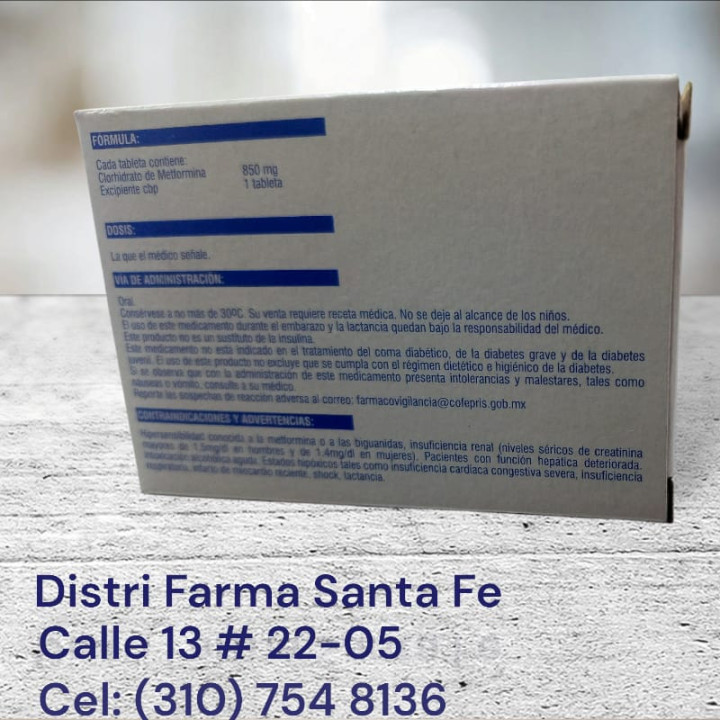 FÓRMULA:
Cada tableta contiene:
Clorhidrato de Metformina 850 mg
Excipiente cbp 1 tableta
DOSIS:
La que el médico señale.
VÍA DE ADMINISTRACIÓN:
Oral.
Consérvese a no más de 30ºC. Su venta requiere receta médica. No se deje al alcance de los niños.
El uso de este medicamento durante el embarazo y la lactancia quedan bajo la responsabilidad del médico.
Este producto no es un sustituto de la insulina.
Este medicamento no está indicado en el tratamiento del coma diabético, de la diabetes grave y de la diabetes
juvenil. El uso de este producto no excluye que se cumpla con el régimen dietético e higiénico de la diabetes.
Si se observa que con la administración de este medicamento presenta intolerancias y malestares, tales como
náuseas o vómito, consulte a su médico.
Reporte las sospechas de reacción adversa al correo: farmacovigilancia@cofepris.gob.mx
CONTRAINDICACIONES Y ADVERTENCIAS:
Hipersensibilidad conocida a la metformina o a las biguanidas, insuficiencia renal (niveles séricos de creatinina
mayores de 1.5mg/dl en hombres y de 1.4mg/dl en mujeres). Pacientes con función hepática deteriorada.
intoxicación alcohólica aguda. Estados hipóxicos tales como insuficiencia cardiaca congestiva severa, insuficiencia
respiratoria, infarto de miocardio reciente, shock, lactancia.
Distri Farma Santa Fe
Calle 13 # 22-05
Cel: (310) 754 8136